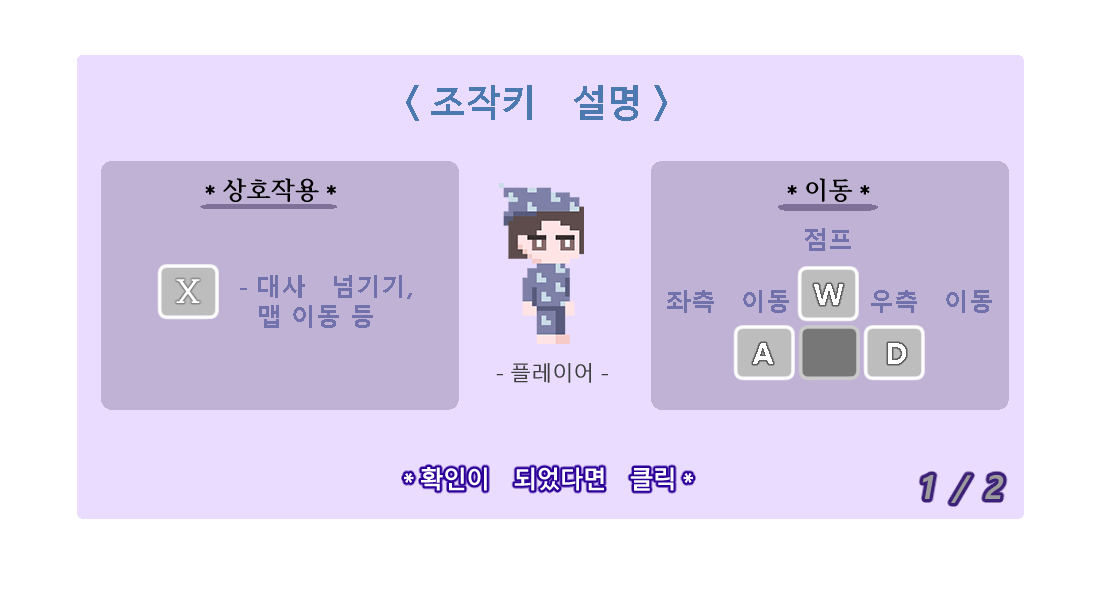 < 조작키 설명 >
* 상호작용 *
X
- 대사 넘기기,
맵 이동 등
- 플레이어 -
* 이동 *
점프
좌측 이동 W 우측 이동
A D
*확인이 되었다면 클릭*
1 / 2